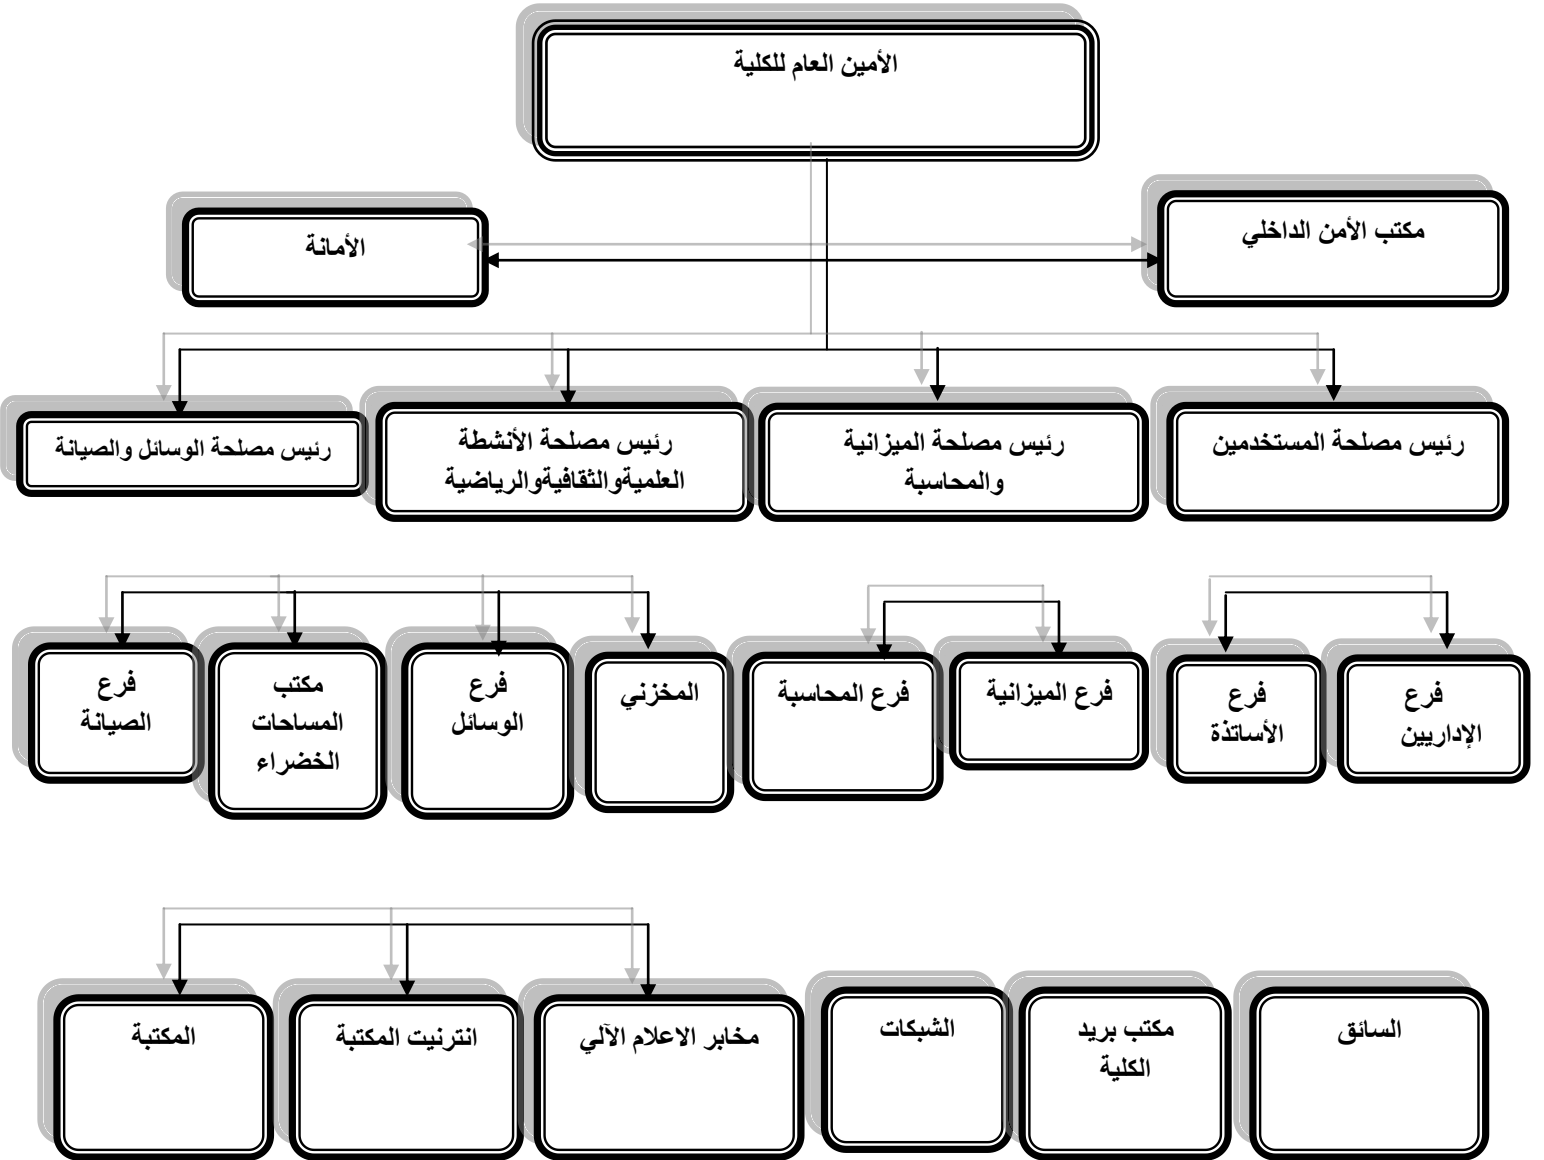 الأمين العام للكلية
مكتب الأمن الداخلي
الأمانة
رئيس مصلحة المستخدمين
رئيس مصلحة الميزانية
والمحاسبة
رئيس مصلحة الأنشطة
العلميةوالثقافيةوالرياضية
رئيس مصلحة الوسائل والصيانة
فرع
الإداريين
فرع
الأساتذة
فرع الميزانية
فرع المحاسبة
المخزني
فرع
الوسائل
مكتب
المساحات
الخضراء
فرع
الصيانة
السائق
مكتب بريد
الكلية
الشبكات
مخابر الاعلام الآلي
انترنيت المكتبة
المكتبة